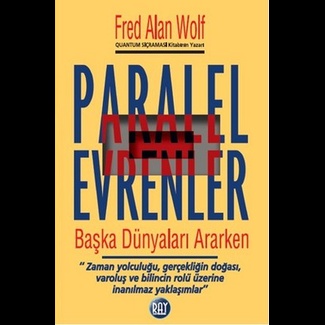 Fred Alan Wolf
QUANTUM SIÇRAMASI Kitabının Yazarı
PARALEL
EVRENLER
Başka Dünyaları Ararken
“ Zaman yolculuğu, gerçekliğin doğası,
varoluş ve bilincin rolü üzerine
inanılmaz yaklaşımlar”
RAY